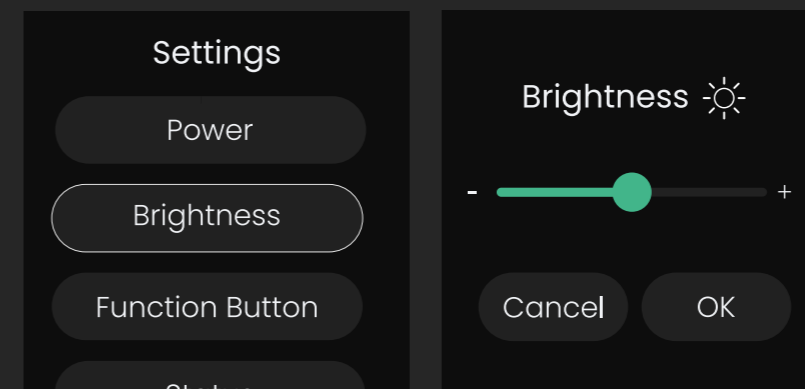 Settings
Power
Brightness
Function Button
Brightness
- +
Cancel OK